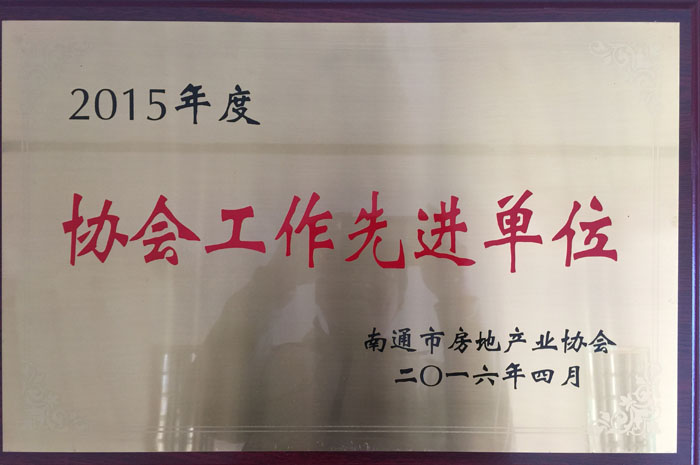 2015年度
协会工作先进单位
南通市房地产业协会
二〇一六年四月